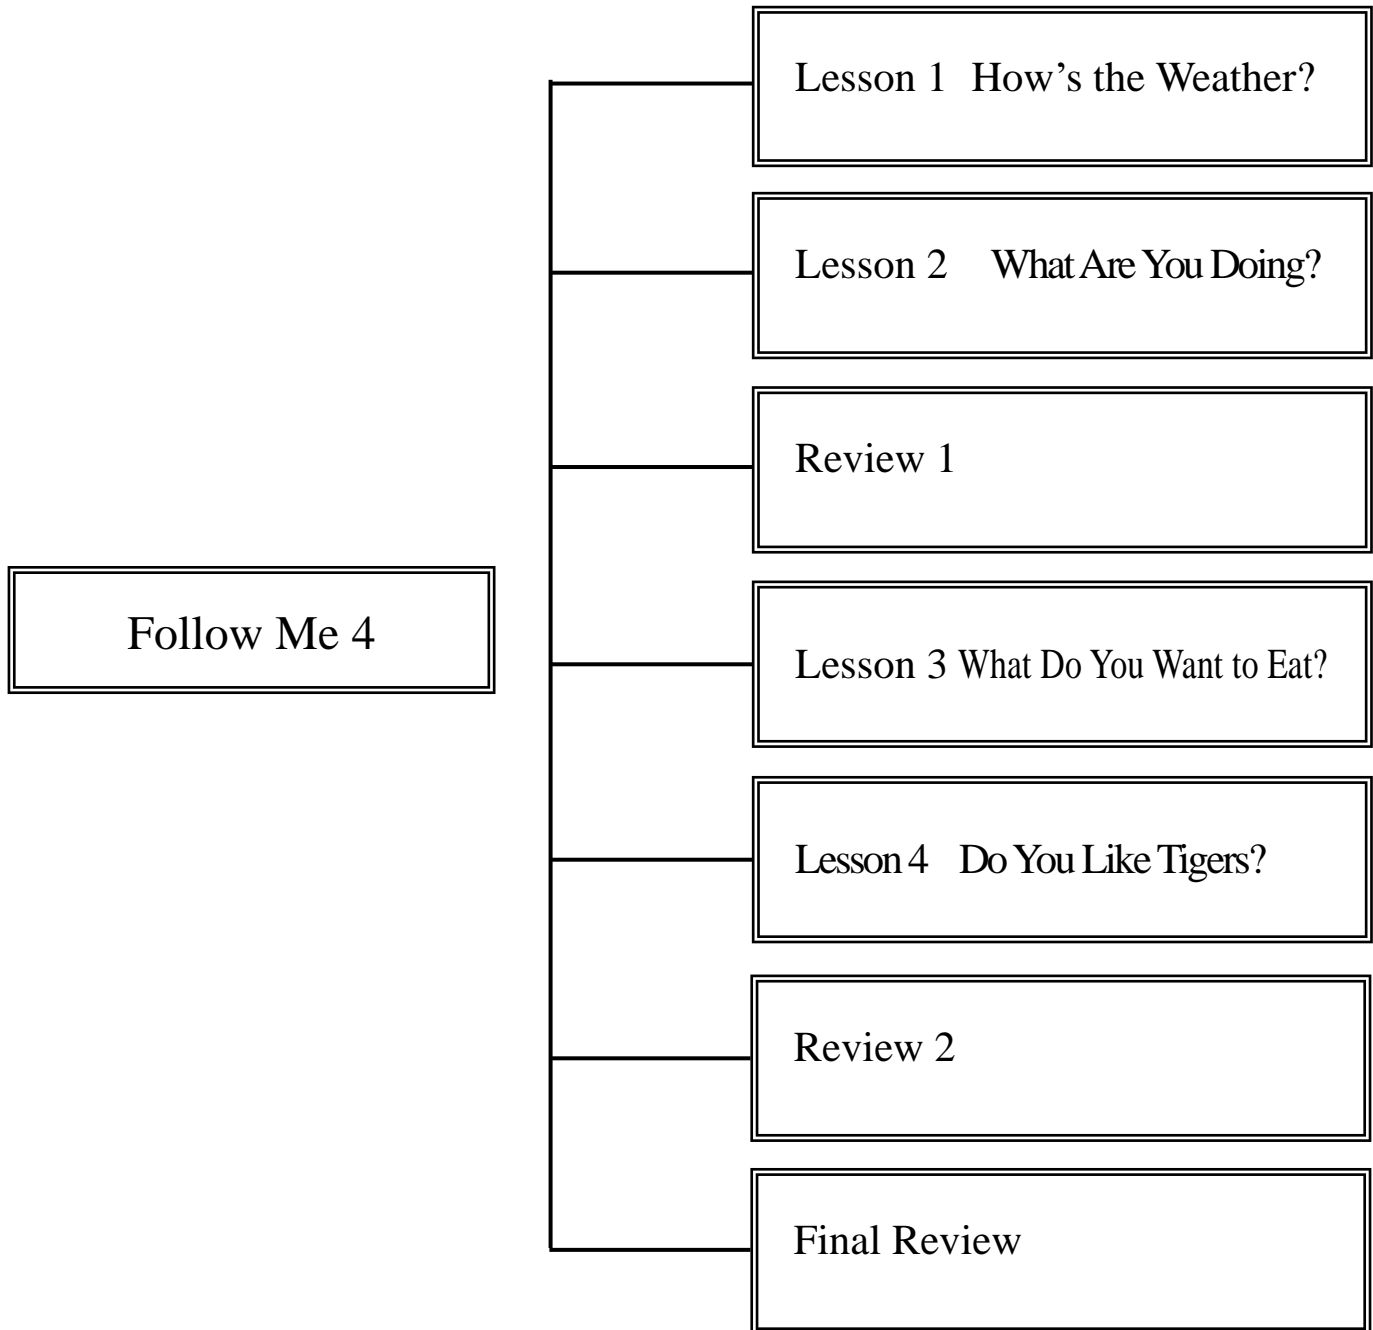 Lesson 1 How’s the Weather?
Lesson 2 What Are You Doing?
Review 1
Follow Me 4
Lesson 3 What Do You Want to Eat?
Lesson 4 Do You Like Tigers?
Review 2
Final Review